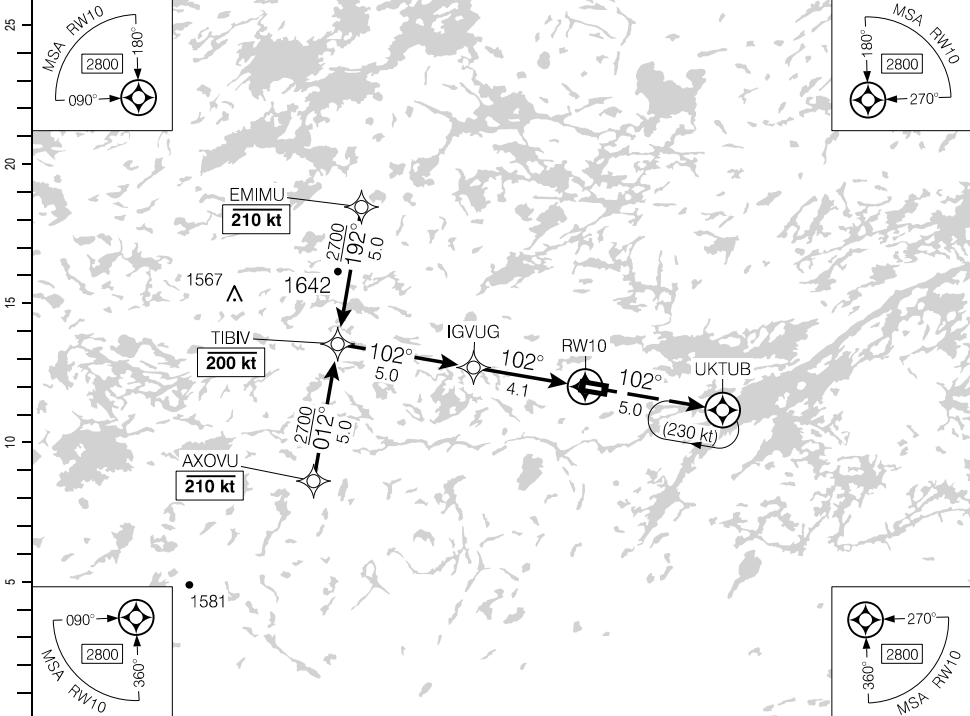 25
20
15
10
5
MSA RW10
180°
2800
090°
MSA RW10
180°
2800
270°
EMIMU
210 kt
2700
192°
5.0
1567
1642
TIBIV
200 kt
102°
5.0
IGVUG
102°
4.1
RW10
102°
5.0
UKTUB
(230 kt)
2700
012°
5.0
AXOVU
210 kt
1581
090°
2800
360°
MSA RW10
270°
2800
360°
MSA RW10